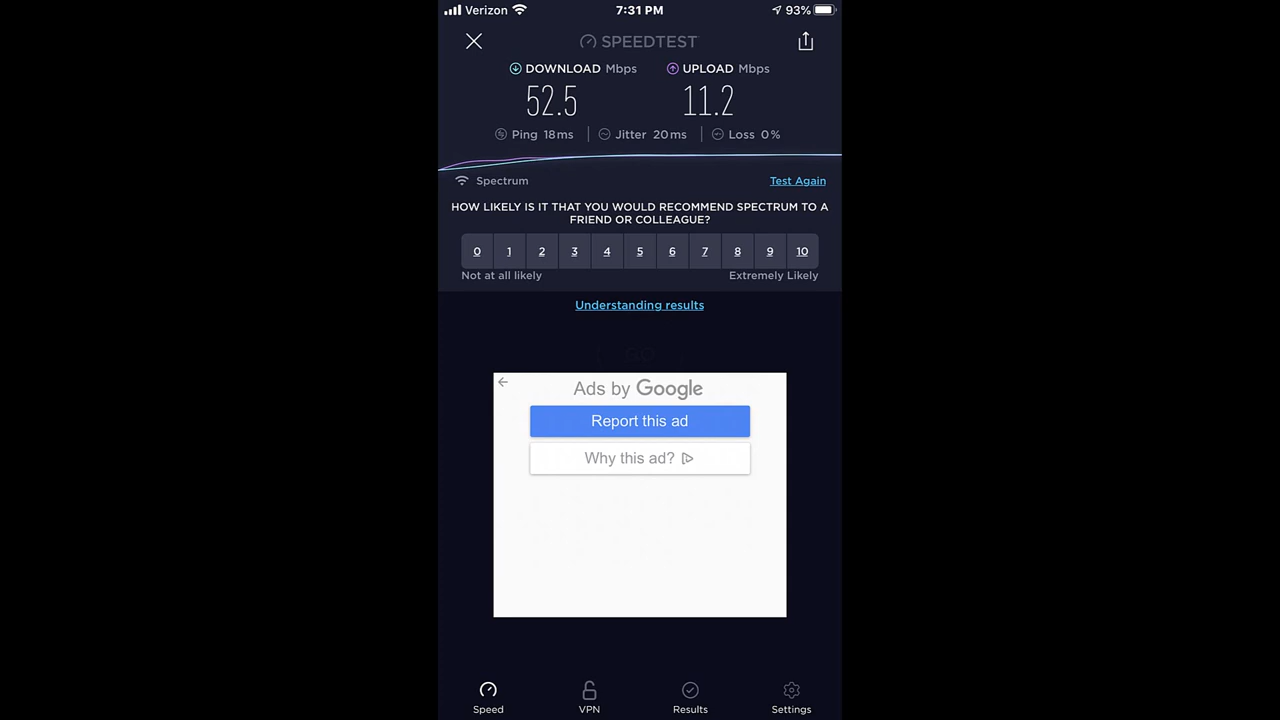 Verizon 7:31 PM 93%
SPEEDTEST
DOWNLOAD Mbps UPLOAD Mbps
52.5 11.2
Ping 18ms Jitter 20ms Loss 0%
Spectrum Test Again
HOW LIKELY IS IT THAT YOU WOULD RECOMMEND SPECTRUM TO A
FRIEND OR COLLEAGUE?
0 1 2 3 4 5 6 7 8 9 10
Not at all likely Extremely Likely
Understanding results
GO
Ads by Google
Report this ad
Why this ad?
Speed VPN Results Settings